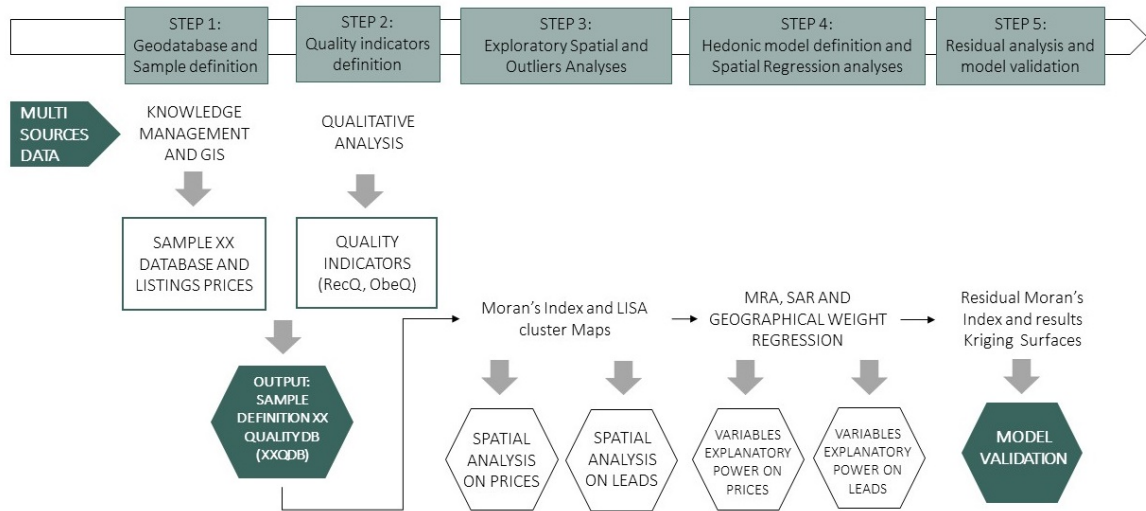 STEP 1:
Geodatabase and
Sample definition
STEP 2:
Quality indicators
definition
STEP 3:
Exploratory Spatial and
Outliers Analyses
STEP 4:
Hedonic model definition and
Spatial Regression analyses
STEP 5:
Residual analysis and
model validation
MULTI
SOURCES
DATA
KNOWLEDGE
MANAGEMENT
AND GIS
QUALITATIVE
ANALYSIS
SAMPLE XX
DATABASE AND
LISTINGS PRICES
QUALITY
INDICATORS
(RecQ, ObeQ)
Moran's Index and LISA
cluster Maps
MRA, SAR AND
GEOGRAPHICAL WEIGHT
REGRESSION
Residual Moran's
Index and results
Kriging Surfaces
OUTPUT:
SAMPLE
DEFINITION XX
QUALITY DB
(XXQDB)
SPATIAL
ANALYSIS
ON PRICES
SPATIAL
ANALYSIS
ON LEADS
VARIABLES
EXPLANATORY
POWER ON
PRICES
VARIABLES
EXPLANATORY
POWER ON
LEADS
MODEL
VALIDATION